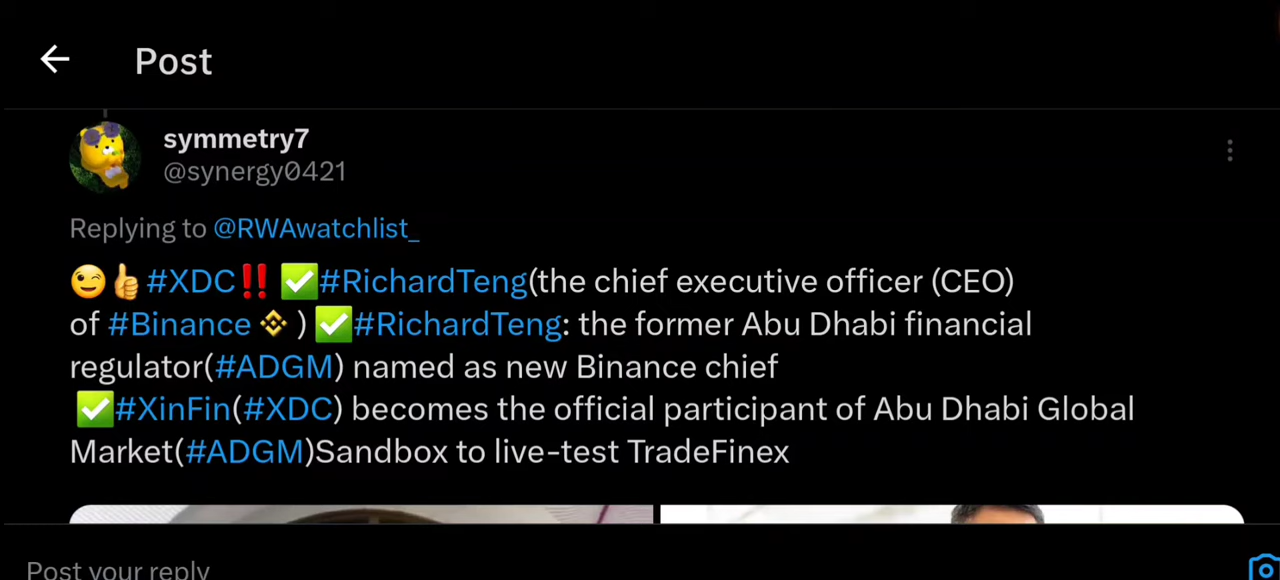 Post
symmetry7
@synergy0421
Replying to @RWAwatchlist_
😉👍#XDC‼️ ✅#RichardTeng(the chief executive officer (CEO)
of #Binance ) ✅#RichardTeng: the former Abu Dhabi financial
regulator(#ADGM) named as new Binance chief
✅#XinFin(#XDC) becomes the official participant of Abu Dhabi Global
Market(#ADGM)Sandbox to live-test TradeFinex
Post your reply